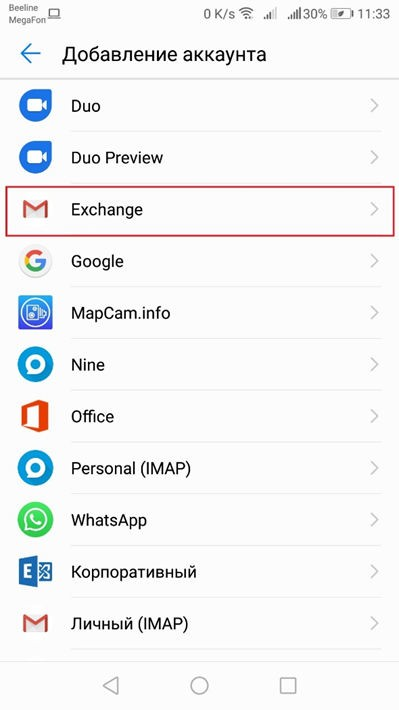 Beeline
MegaFon
0 K/s 30% 11:33
Добавление аккаунта
Duo
Duo Preview
Exchange
Google
MapCam.info
Nine
Office
Personal (IMAP)
WhatsApp
Корпоративный
Личный (IMAP)